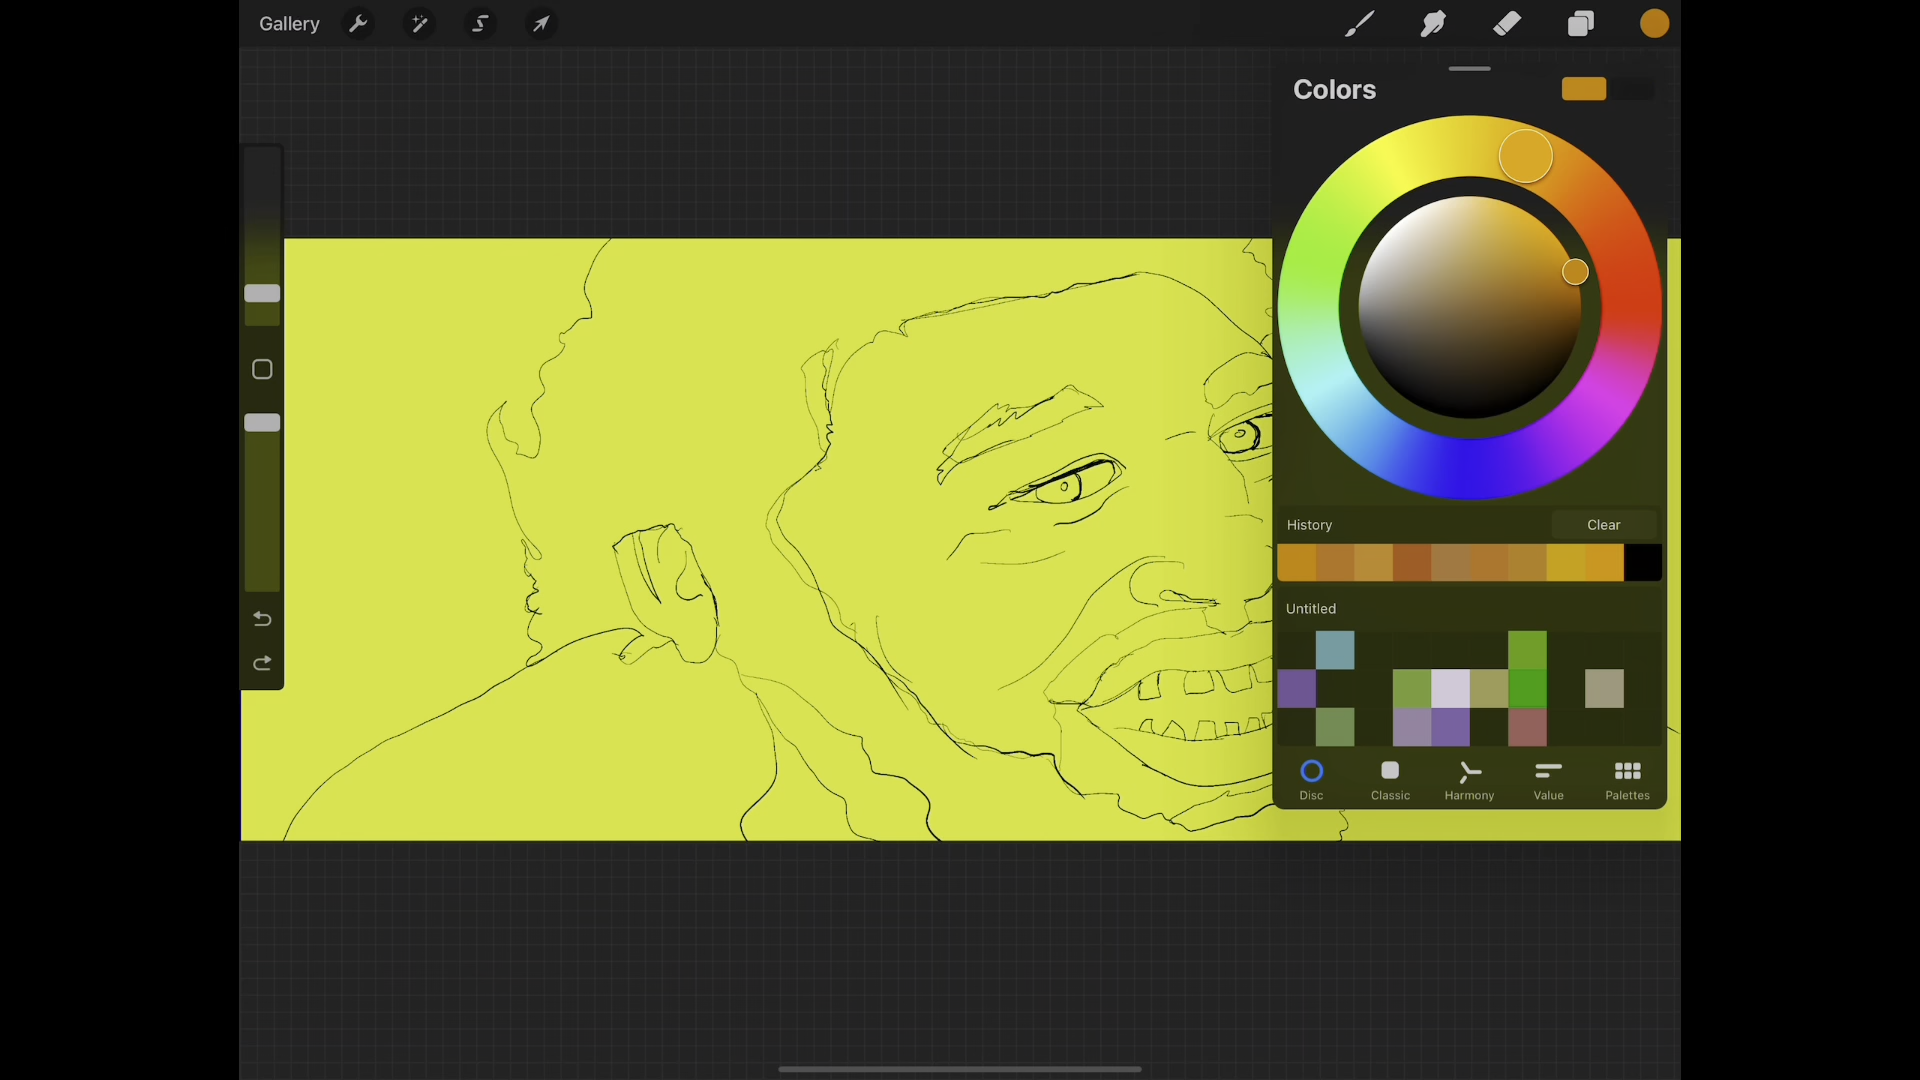 Gallery
Colors
History Clear
Untitled
Disc Classic Harmony Value Palettes